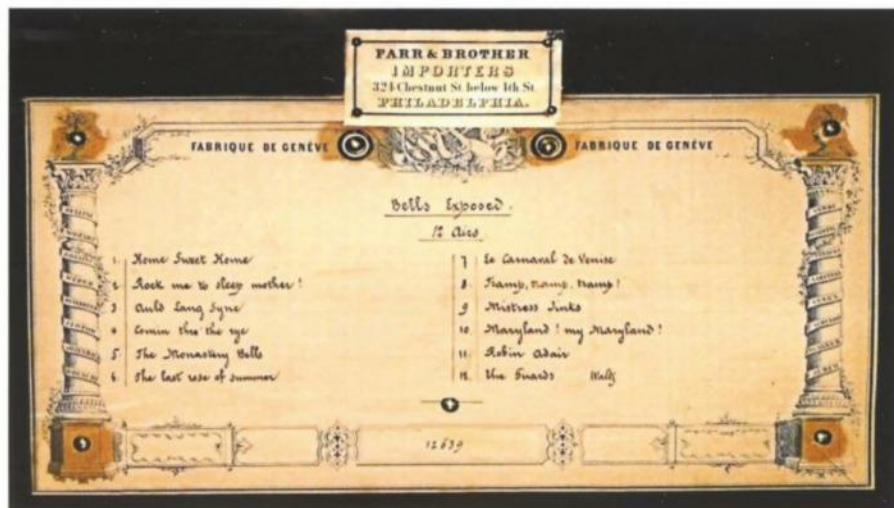 FARR & BROTHER
IMPORTERS
324 Chestnut St. below 4th St
PHILADELPHIA.
FABRIQUE DE GENÈVE
FABRIQUE DE GENÈVE
Bells Exposed.
12 Airs
1. Home Sweet Home
2. Rock me to sleep mother!
3. Auld Lang Syne
4. Comin thro' the rye
5. The Monastery Bells
6. The last rose of summer
7. Le Carnaval de Venise
8. Tramp, tramp, tramp!
9. Mistress Jinks
10. Maryland! my Maryland!
11. Robin Adair
12. The Guards Waltz
12639